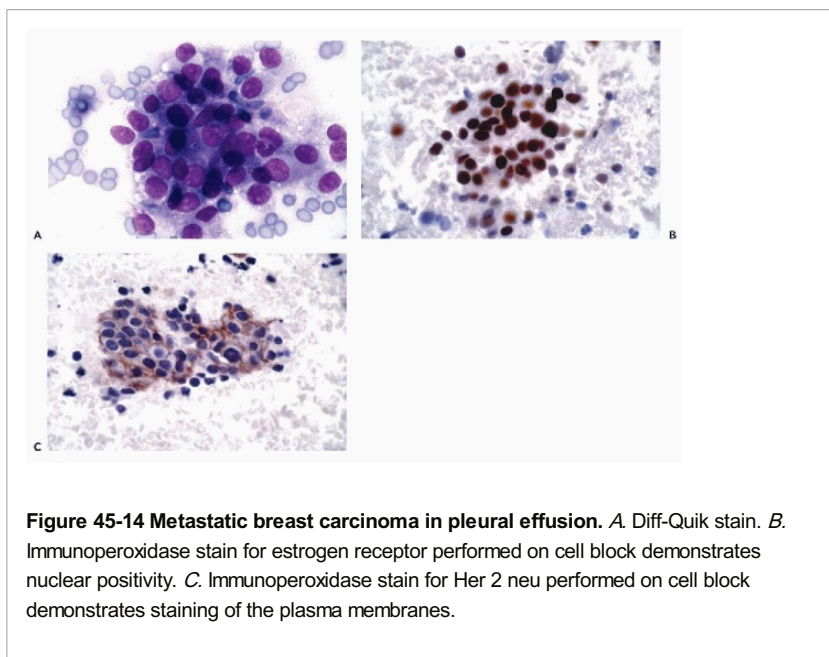 A
B
C
Figure 45-14 Metastatic breast carcinoma in pleural effusion. A. Diff-Quik stain. B.
Immunoperoxidase stain for estrogen receptor performed on cell block demonstrates
nuclear positivity. C. Immunoperoxidase stain for Her 2 neu performed on cell block
demonstrates staining of the plasma membranes.